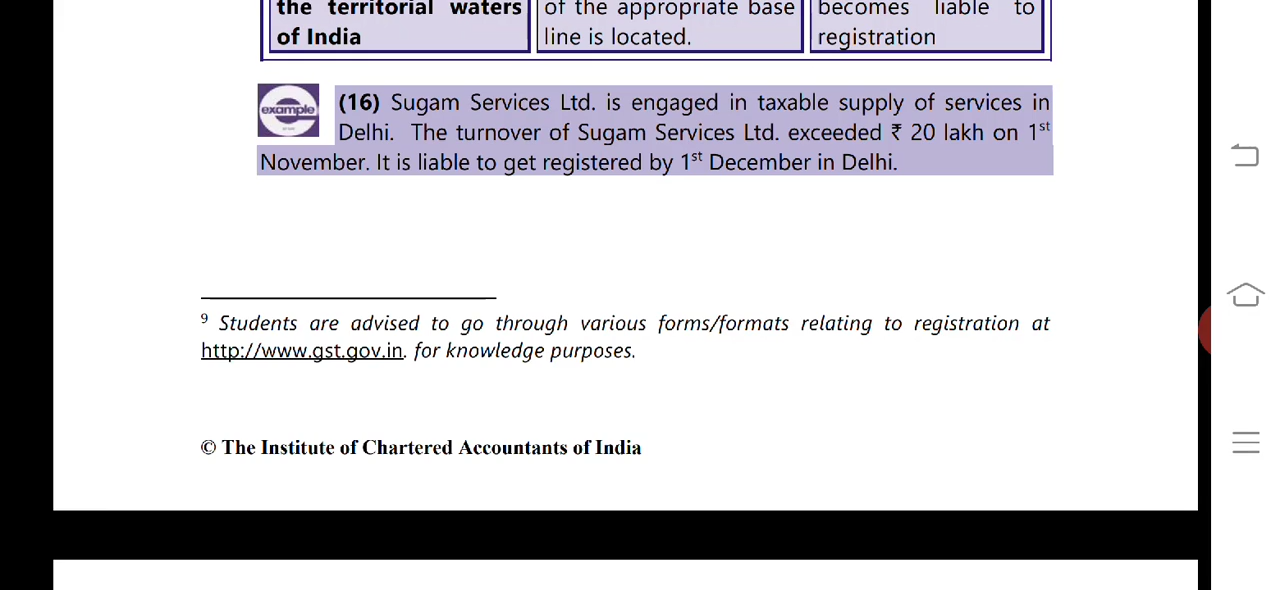 the territorial waters of the appropriate base becomes liable to
of India line is located. registration
example
(16) Sugam Services Ltd. is engaged in taxable supply of services in
Delhi. The turnover of Sugam Services Ltd. exceeded ₹ 20 lakh on 1st
November. It is liable to get registered by 1st December in Delhi.
9 Students are advised to go through various forms/formats relating to registration at
http://www.gst.gov.in. for knowledge purposes.
© The Institute of Chartered Accountants of India